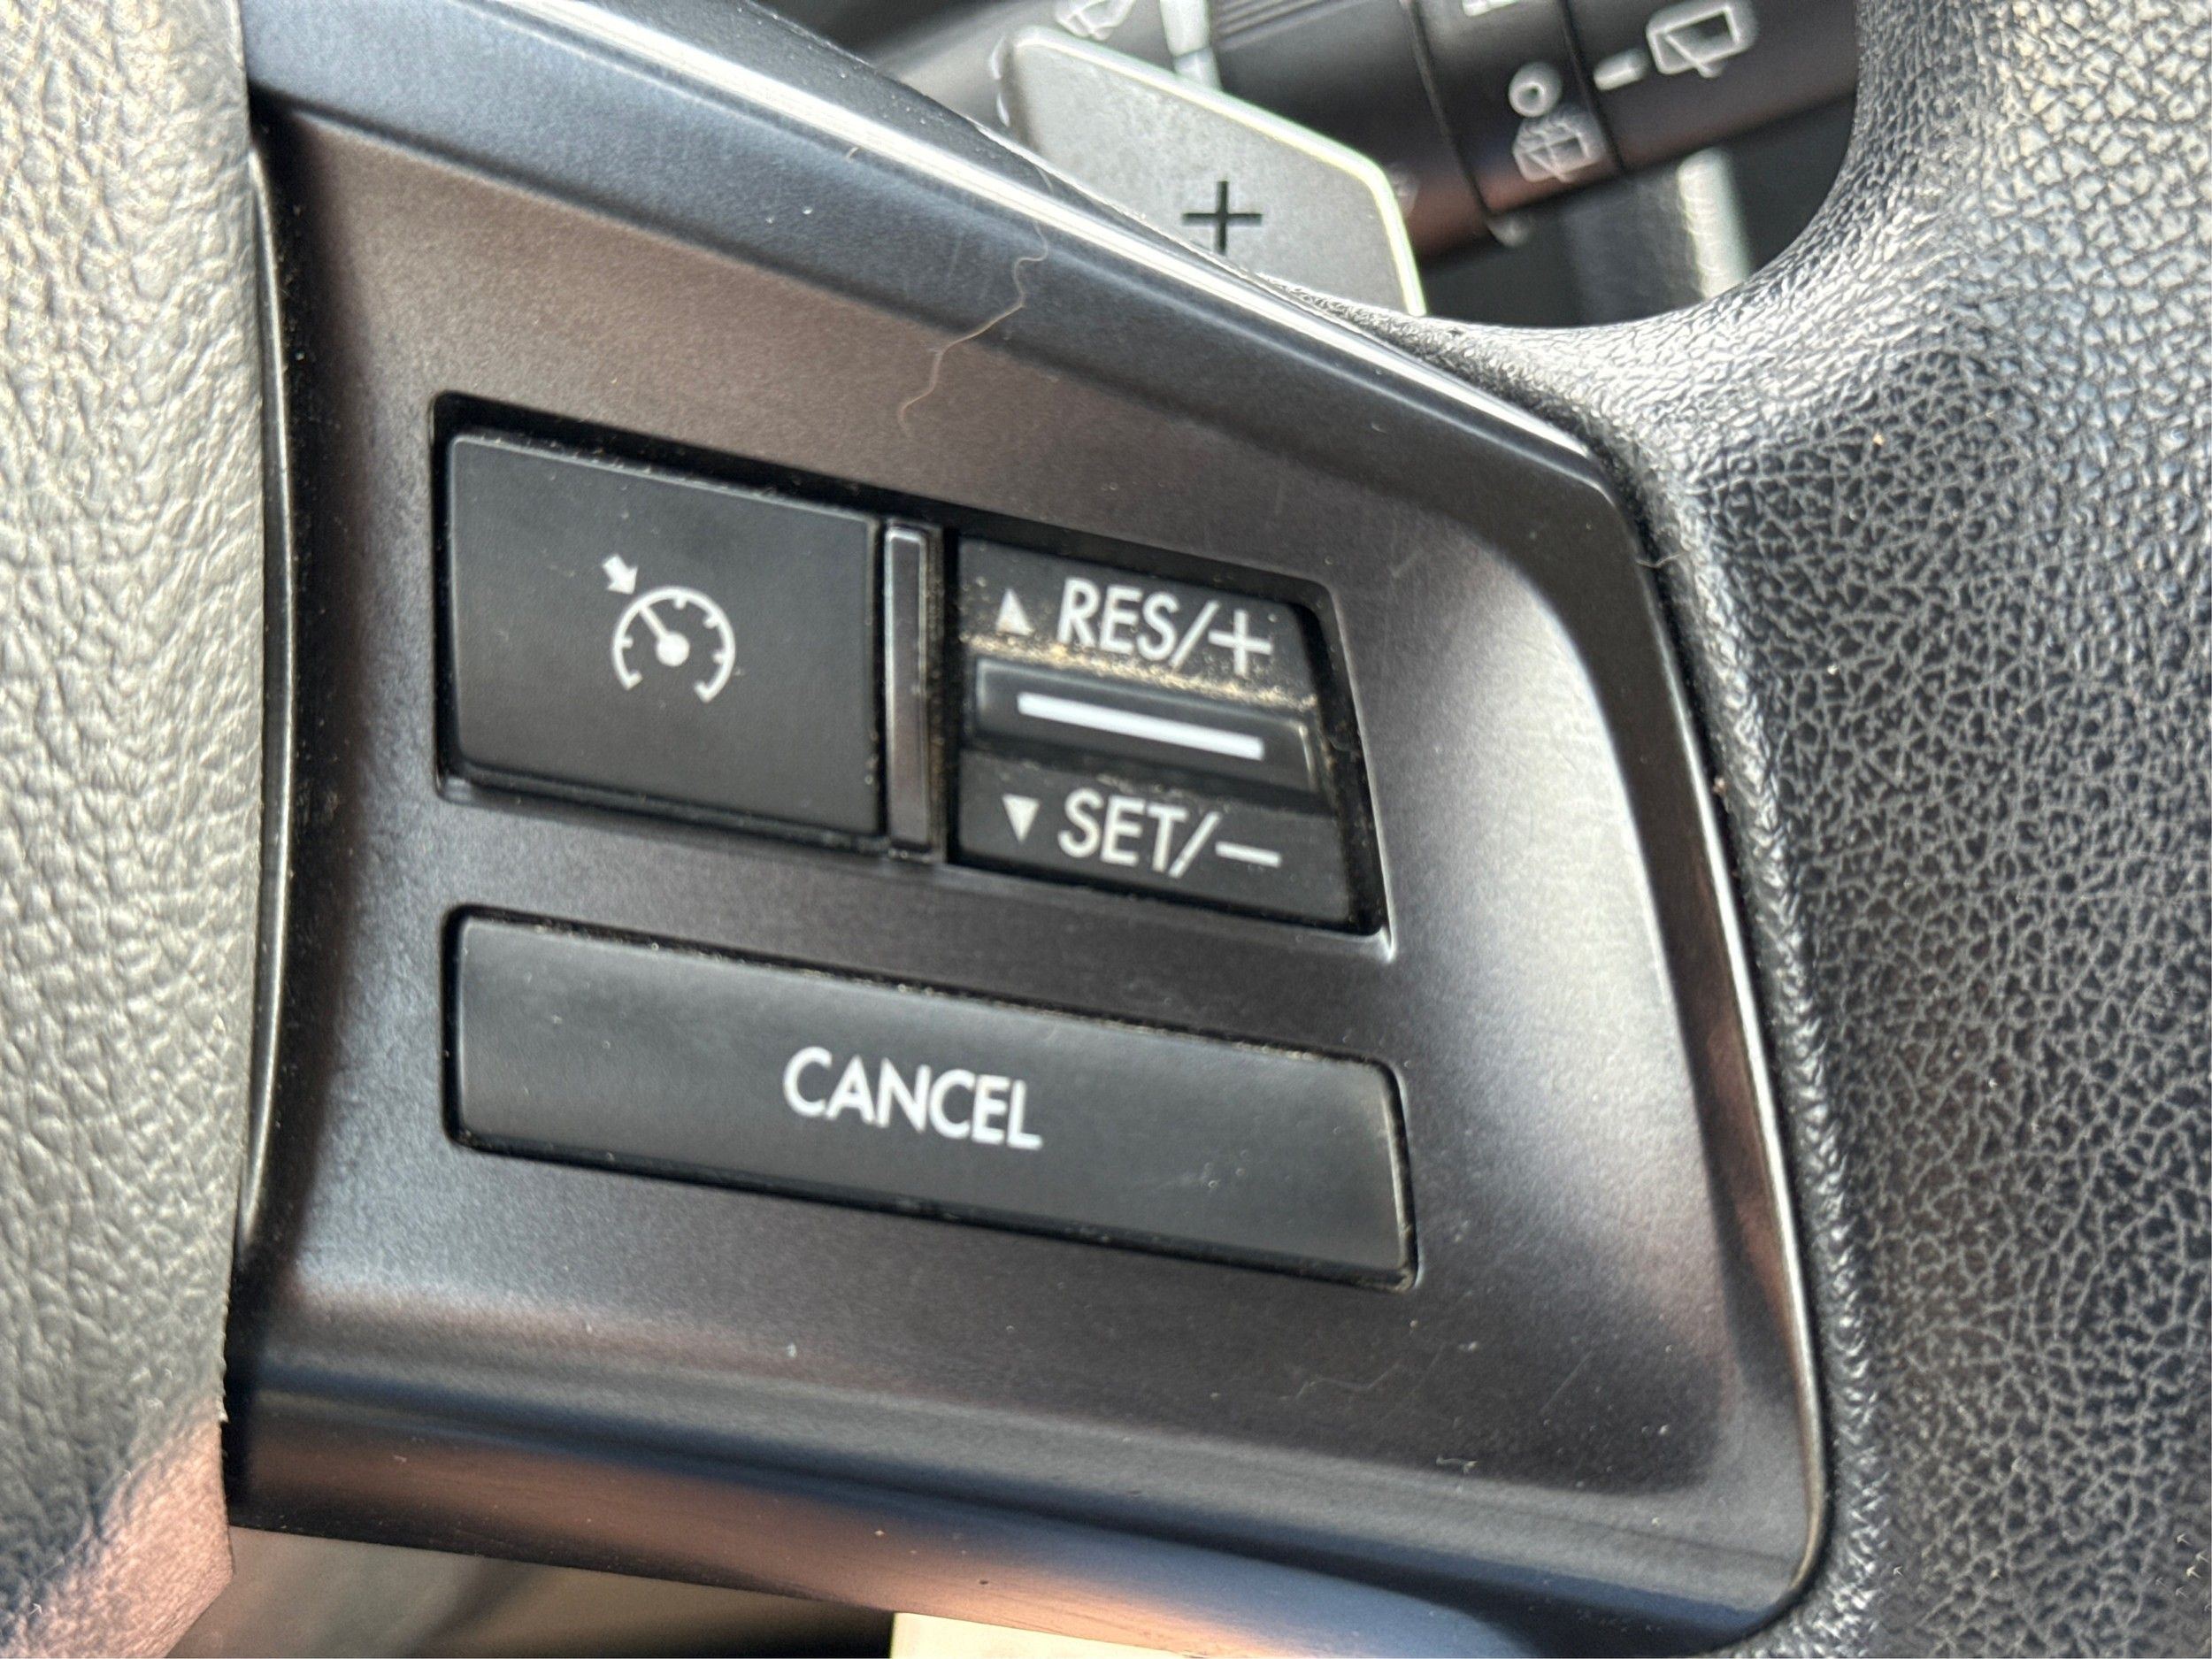 +
▲ RES/+
▼ SET/−
CANCEL